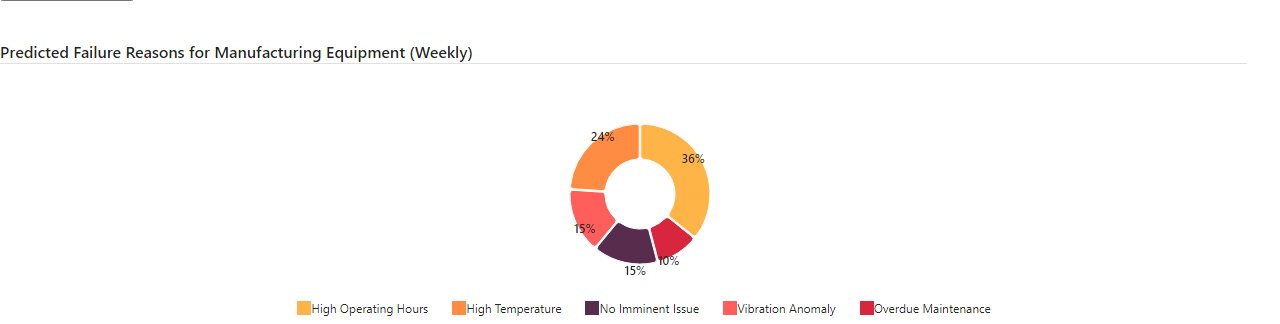 Predicted Failure Reasons for Manufacturing Equipment (Weekly)
24%
36%
15%
10%
15%
High Operating Hours
High Temperature
No Imminent Issue
Vibration Anomaly
Overdue Maintenance